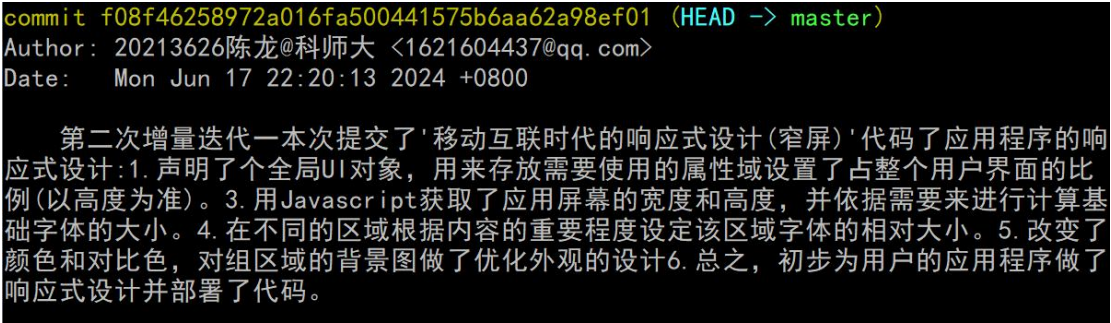 commit f08f46258972a016fa500441575b6aa62a98ef01 (HEAD -> master)
Author: 20213626陈龙@科师大 <1621604437@qq.com>
Date:   Mon Jun 17 22:20:13 2024 +0800
第二次增量迭代一本次提交了'移动互联时代的响应式设计(窄屏)'代码了应用程序的响
应式设计:1.声明了个全局UI对象，用来存放需要使用的属性域设置了占整个用户界面的比
例(以高度为准)。3.用Javascript获取了应用屏幕的宽度和高度，并依据需要来进行计算基
础字体的大小。4.在不同的区域根据内容的重要程度设定该区域字体的相对大小。5.改变了
颜色和对比色，对组区域的背景图做了优化外观的设计6.总之，初步为用户的应用程序做了
响应式设计并部署了代码。